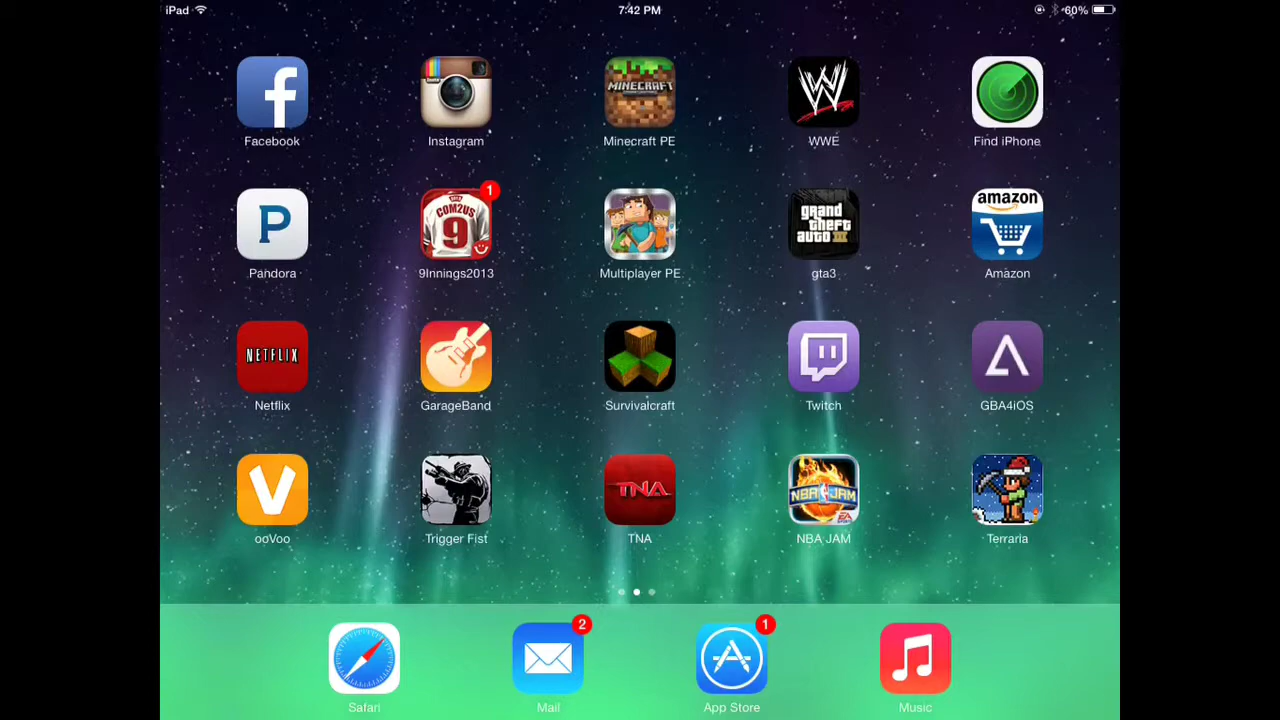 iPad 7:42 PM 60%
MINECRAFT
W
Facebook Instagram Minecraft PE WWE Find iPhone
1
P COM2US 9 grand theft auto III amazon
Pandora 9Innings2013 Multiplayer PE gta3 Amazon
NETFLIX
Netflix GarageBand Survivalcraft Twitch GBA4iOS
V TNA NBA JAM EA
ooVoo Trigger Fist TNA NBA JAM Terraria
2 1
Safari Mail App Store Music